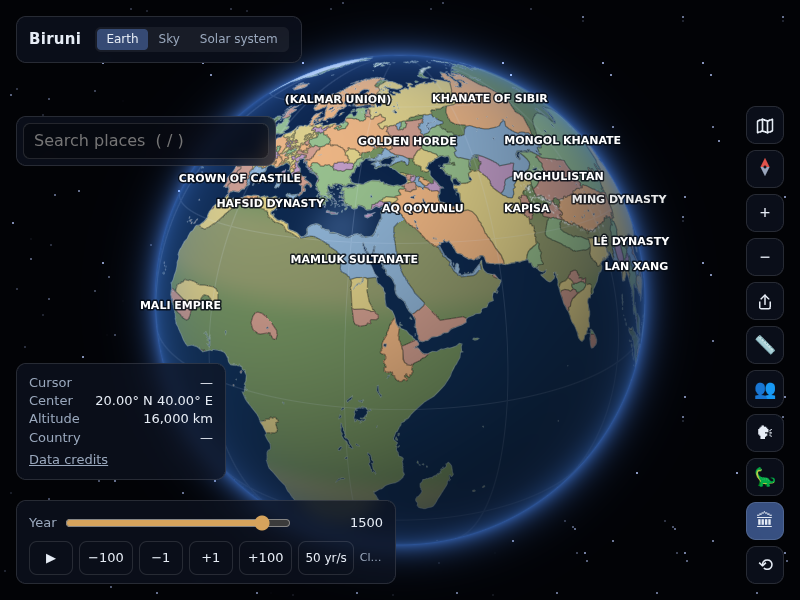 Biruni
Earth
Sky
Solar system
Search places ( / )
(KALMAR UNION)
KHANATE OF SIBIR
GOLDEN HORDE
MONGOL KHANATE
CROWN OF CASTILE
MOGHULISTAN
HAFSID DYNASTY
AQ QOYUNLU
KAPISA
MING DYNASTY
LÊ DYNASTY
MAMLUK SULTANATE
LAN XANG
MALI EMPIRE
Cursor —
Center 20.00° N 40.00° E
Altitude 16,000 km
Country —
Data credits
Year 1500
▶ −100 −1 +1 +100 50 yr/s Cl…